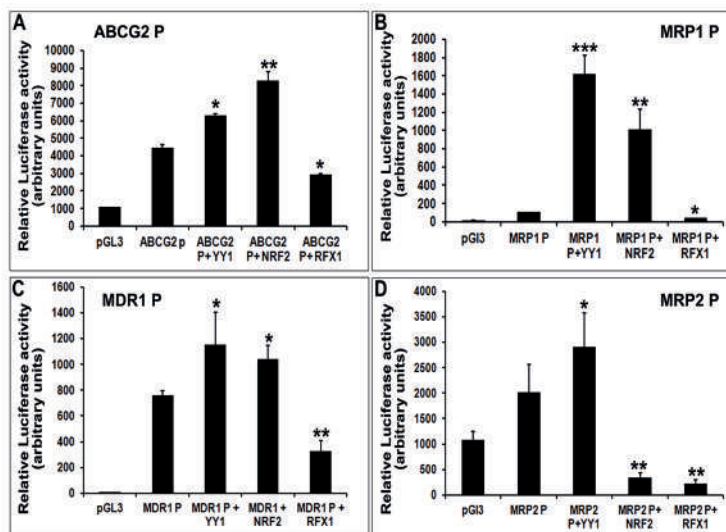 A
ABCG2 P
Relative Luciferase activity
(arbitrary units)
10000
9000
8000
7000
6000
5000
4000
3000
2000
1000
0
*
**
*
pGL3
ABCG2 p
ABCG2
P+YY1
ABCG2
P+NRF2
ABCG2
P+RFX1
B
MRP1 P
Relative Luciferase activity
(arbitrary units)
2000
1800
1600
1400
1200
1000
800
600
400
200
0
***
**
*
pGl3
MRP1 P
MRP1
P+YY1
MRP1 P+
NRF2
MRP1 P+
RFX1
C
MDR1 P
Relative Luciferase activity
(arbitrary units)
1600
1400
1200
1000
800
600
400
200
0
*
*
**
pGL3
MDR1 P
MDR1 P +
YY1
MDR1 +
NRF2
MDR1 P +
RFX1
D
MRP2 P
Relative Luciferase activity
(arbitrary units)
4000
3500
3000
2500
2000
1500
1000
500
0
*
**
**
pGl3
MRP2 P
MRP2
P+YY1
MRP2 P+
NRF2
MRP2 P+
RFX1